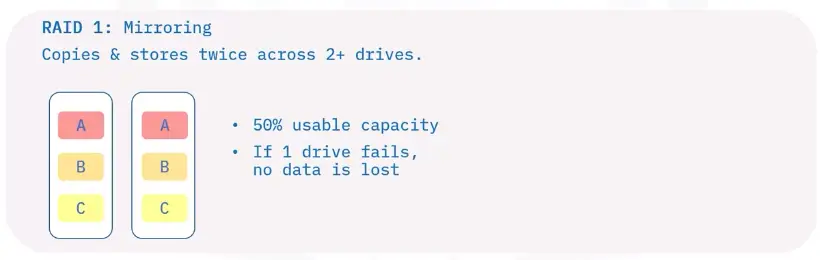 RAID 1: Mirroring
Copies & stores twice across 2+ drives.
A A
B B
C C
• 50% usable capacity
• If 1 drive fails,
no data is lost